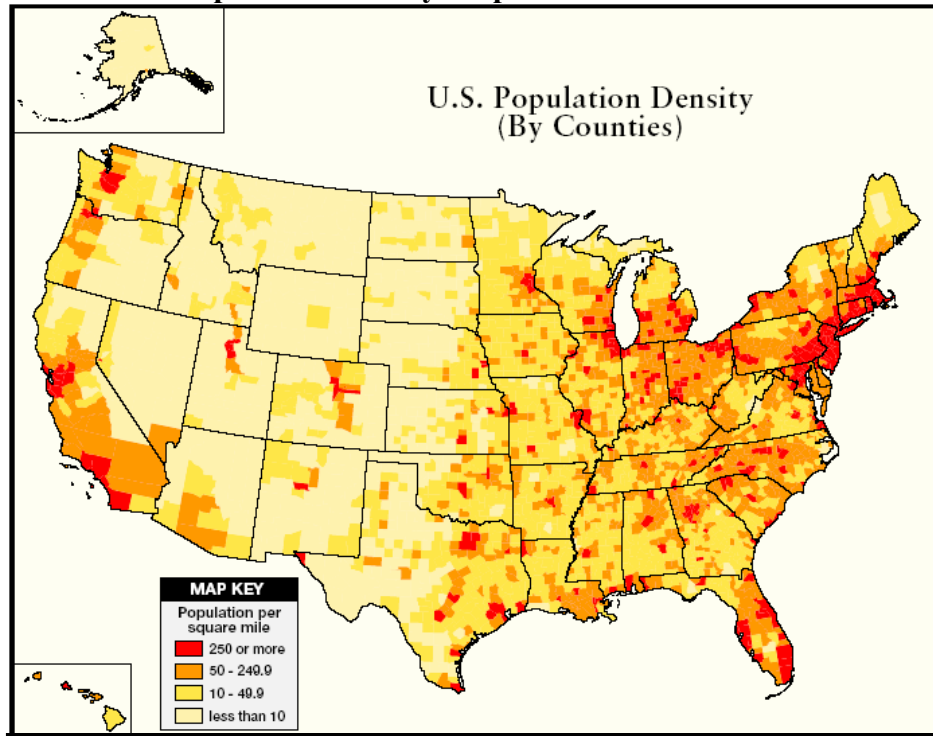 U.S. Population Density
(By Counties)
MAP KEY
Population per
square mile
250 or more
50 - 249.9
10 - 49.9
less than 10